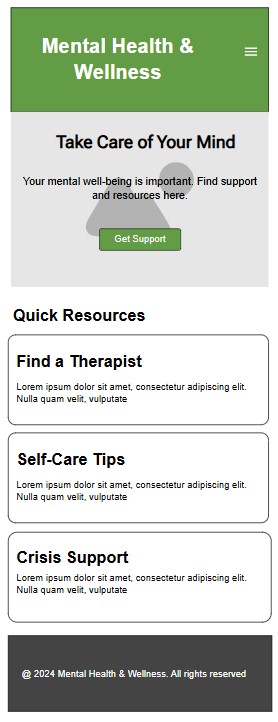 Mental Health &
Wellness
Take Care of Your Mind
Your mental well-being is important. Find support
and resources here.
Get Support
Quick Resources
Find a Therapist
Lorem ipsum dolor sit amet, consectetur adipiscing elit.
Nulla quam velit, vulputate
Self-Care Tips
Lorem ipsum dolor sit amet, consectetur adipiscing elit.
Nulla quam velit, vulputate
Crisis Support
Lorem ipsum dolor sit amet, consectetur adipiscing elit.
Nulla quam velit, vulputate
@ 2024 Mental Health & Wellness. All rights reserved